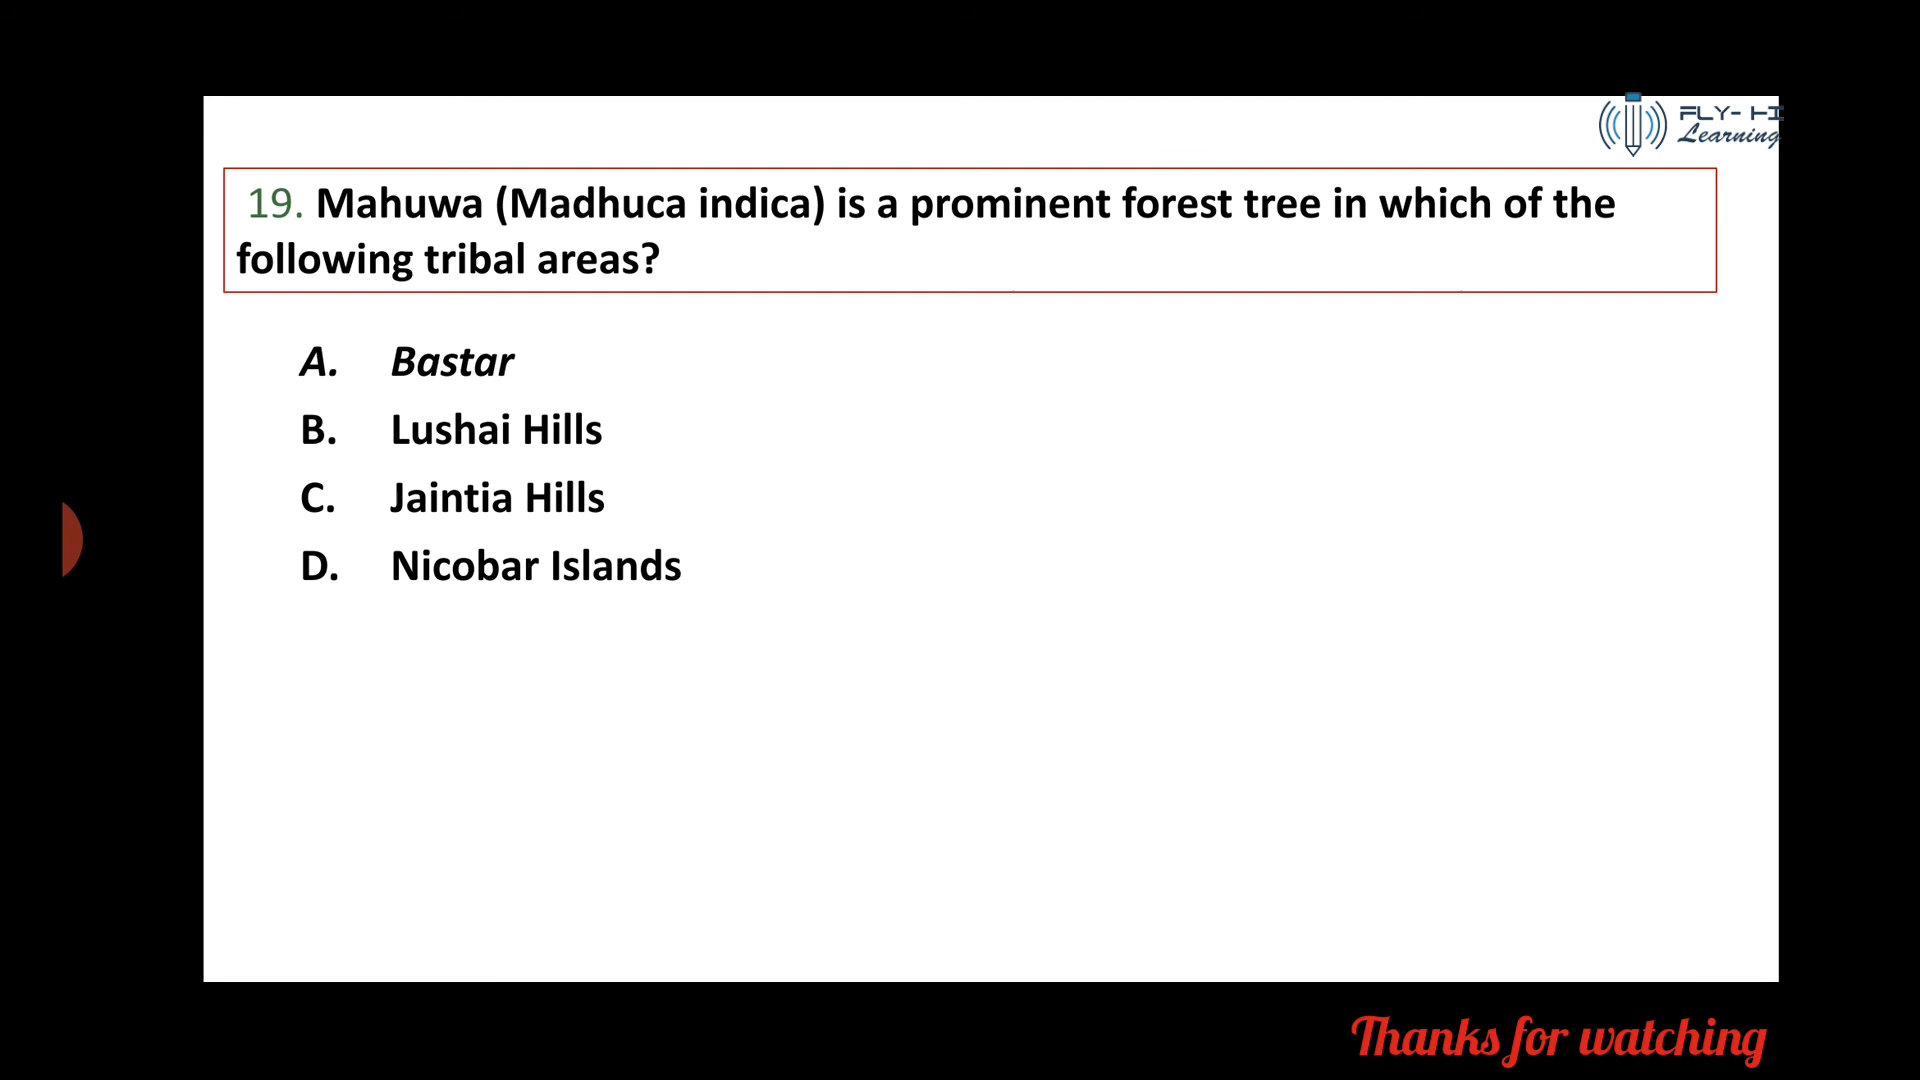 FLY-HI
Learning
19. Mahuwa (Madhuca indica) is a prominent forest tree in which of the
following tribal areas?
A. Bastar
B. Lushai Hills
C. Jaintia Hills
D. Nicobar Islands
Thanks for watching